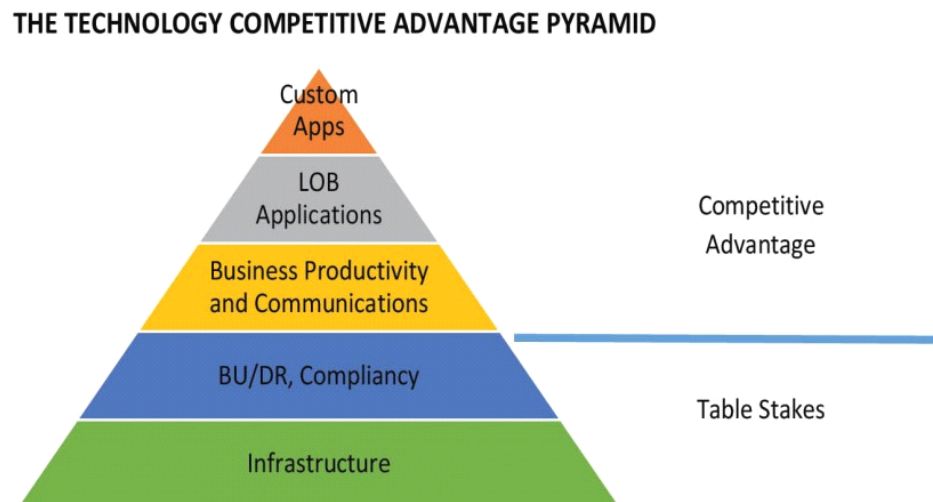 THE TECHNOLOGY COMPETITIVE ADVANTAGE PYRAMID
Custom
Apps
LOB
Applications
Business Productivity
and Communications
BU/DR, Compliancy
Infrastructure
Competitive
Advantage
Table Stakes